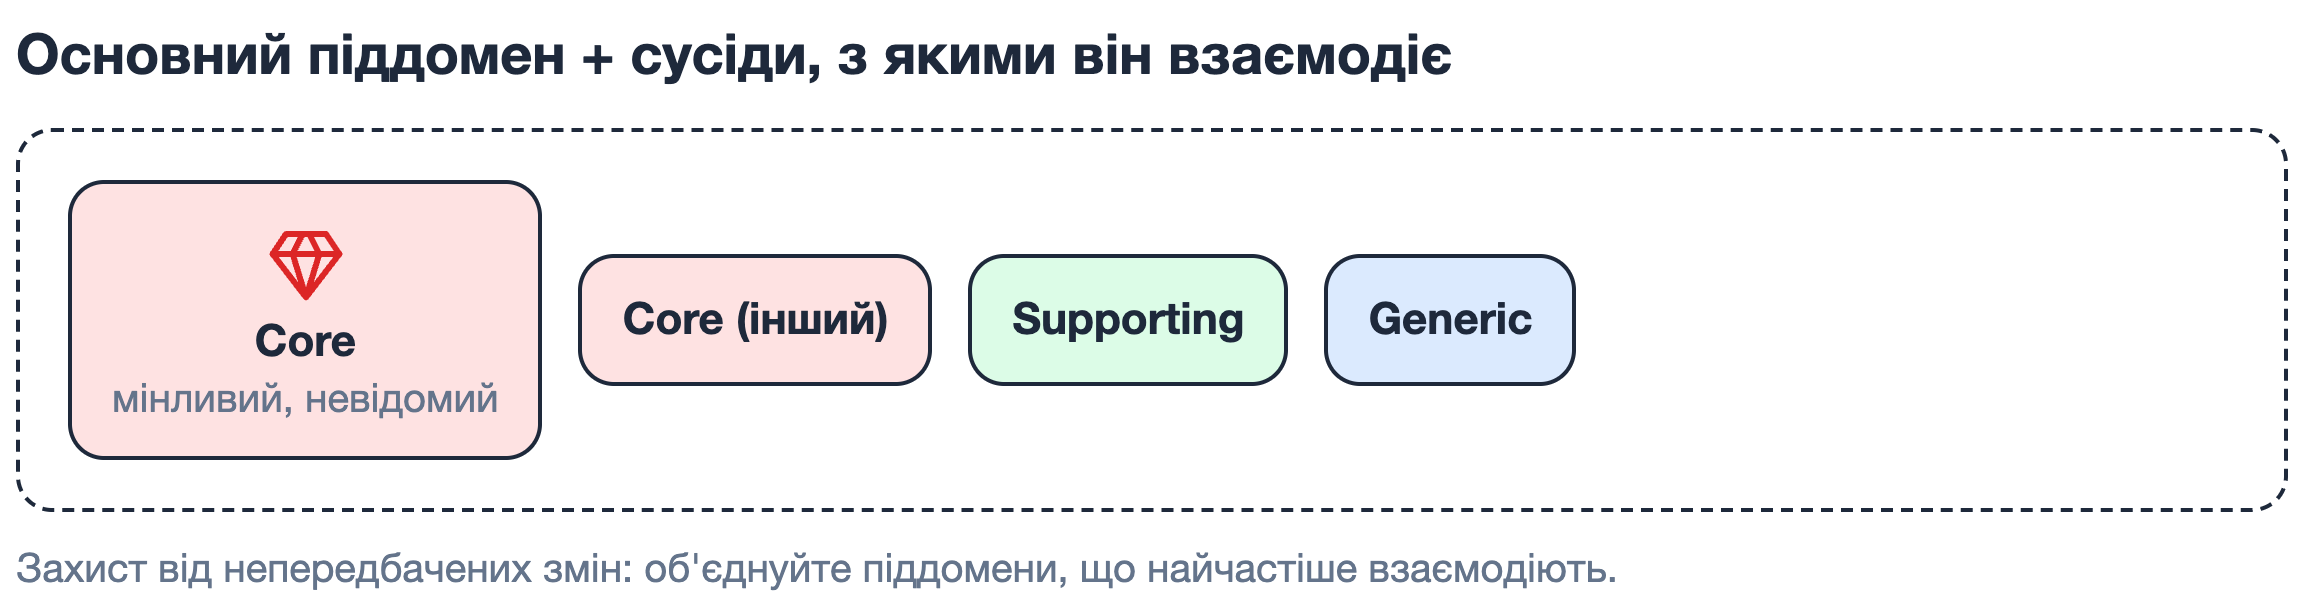 Основний піддомен + сусіди, з якими він взаємодіє
Core
мінливий, невідомий
Core (інший)
Supporting
Generic
Захист від непередбачених змін: об'єднуйте піддомени, що найчастіше взаємодіють.